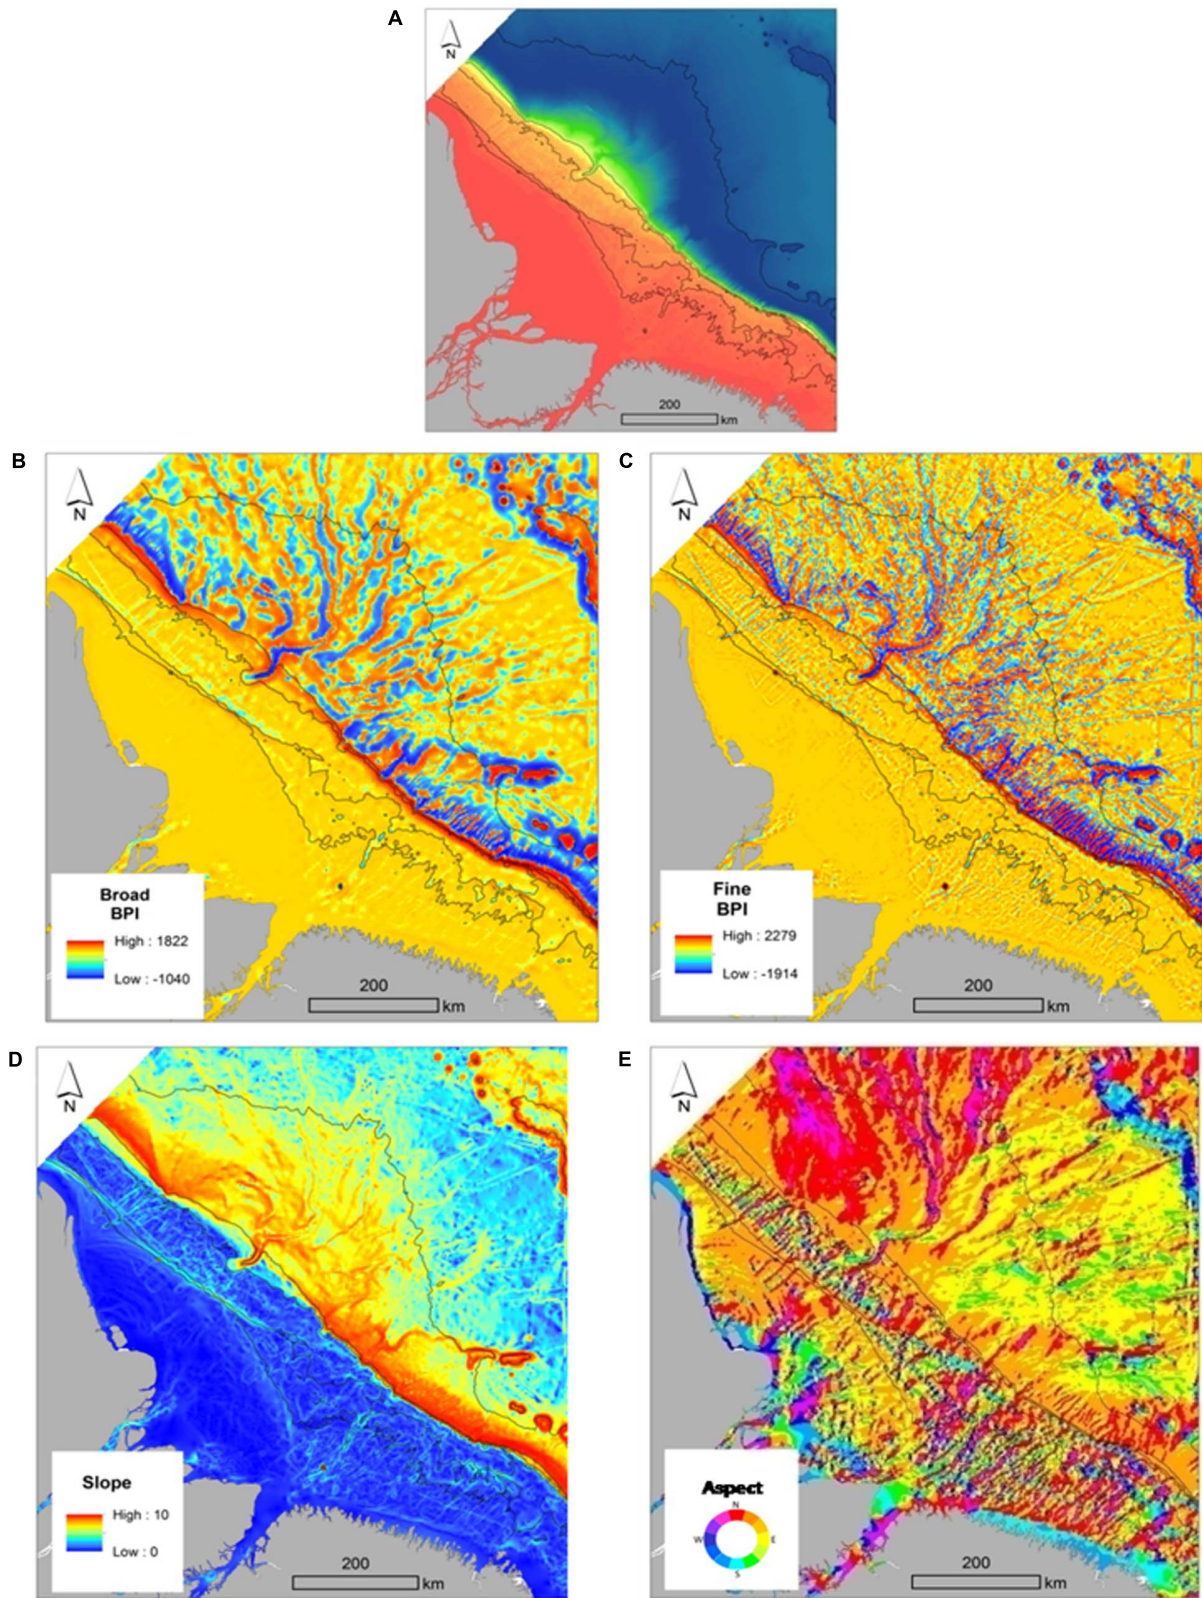 A
N
200
km
B
N
Broad
BPI
High : 1822
Low : -1040
200
km
C
N
Fine
BPI
High : 2279
Low : -1914
200
km
D
N
Slope
High : 10
Low : 0
200
km
E
N
Aspect
N
W
E
S
200
km